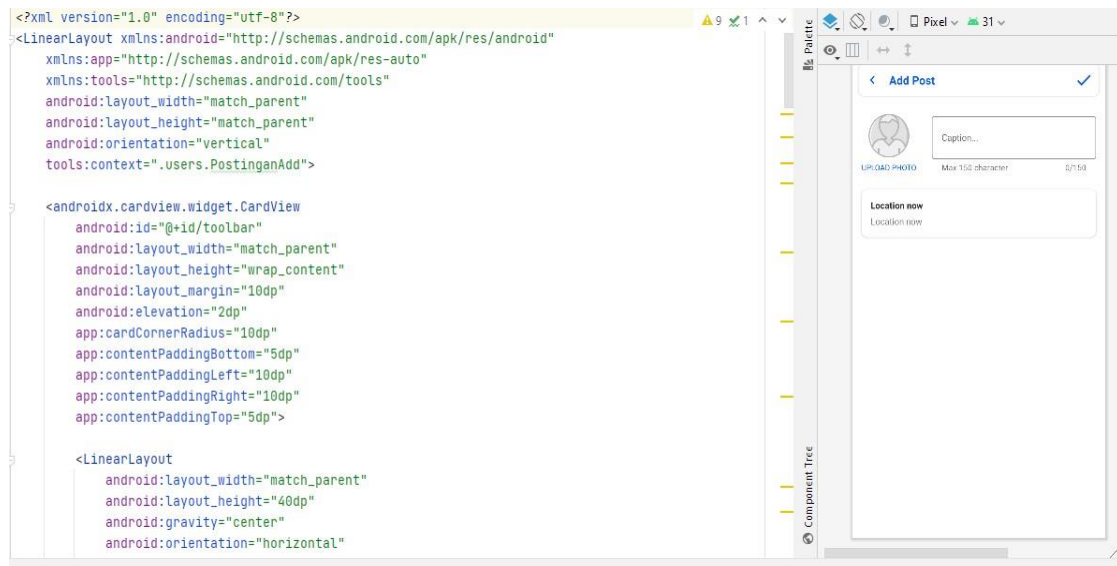 <?xml version="1.0" encoding="utf-8"?>
<LinearLayout xmlns:android="http://schemas.android.com/apk/res/android"
xmlns:app="http://schemas.android.com/apk/res-auto"
xmlns:tools="http://schemas.android.com/tools"
android:layout_width="match_parent"
android:layout_height="match_parent"
android:orientation="vertical"
tools:context=".users.PostinganAdd">
<androidx.cardview.widget.CardView
android:id="@+id/toolbar"
android:layout_width="match_parent"
android:layout_height="wrap_content"
android:layout_margin="10dp"
android:elevation="2dp"
app:cardCornerRadius="10dp"
app:contentPaddingBottom="5dp"
app:contentPaddingLeft="10dp"
app:contentPaddingRight="10dp"
app:contentPaddingTop="5dp">
<LinearLayout
android:layout_width="match_parent"
android:layout_height="40dp"
android:gravity="center"
android:orientation="horizontal"
9 1
Palette
Component Tree
Pixel 31
Add Post
Caption...
UPLOAD PHOTO Max 150 character 0/150
Location now
Location now